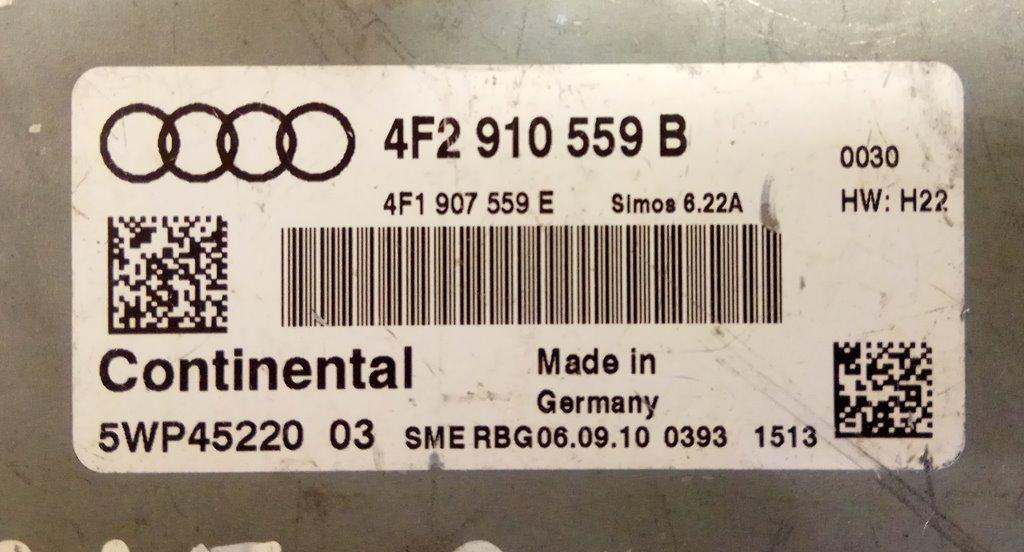 4F2 910 559 B
0030
4F1 907 559 E Simos 6.22A
HW: H22
Continental
Made in
Germany
5WP45220 03 SME RBG06.09.10 0393 1513